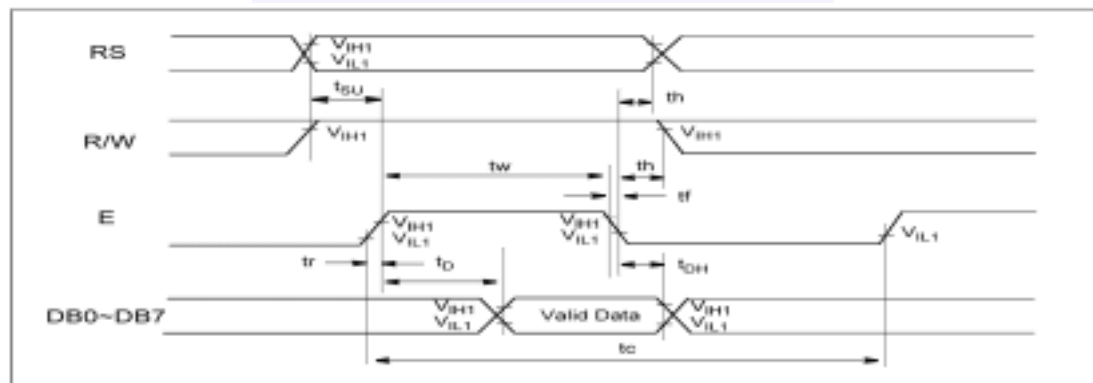 RS
VIH1
VIL1
tSU
th
R/W
VIH1
VIH1
tw
th
tf
E
VIH1
VIL1
VIH1
VIL1
VIL1
tr
tD
tDH
DB0~DB7
VIH1
VIL1
Valid Data
VIH1
VIL1
tc